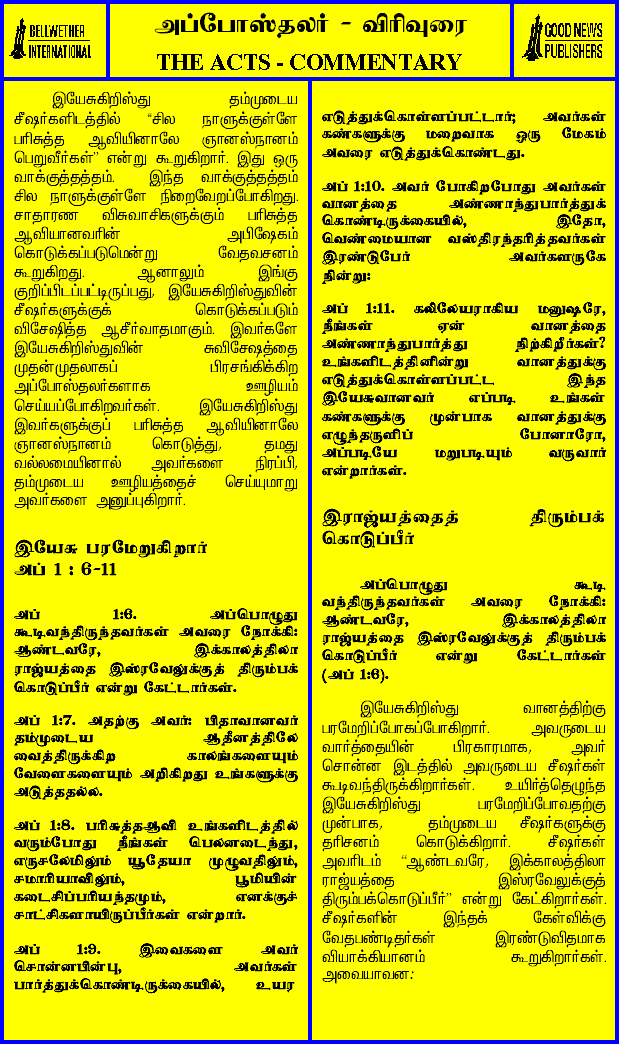 BELLWETHER
INTERNATIONAL
அப்போஸ்தலர் - விரிவுரை
THE ACTS - COMMENTARY
GOOD NEWS
PUBLISHERS
இயேசுகிறிஸ்து தம்முடைய
சீஷர்களிடத்தில் “சில நாளுக்குள்ளே
பரிசுத்த ஆவியினாலே ஞானஸ்நானம்
பெறுவீர்கள்” என்று கூறுகிறார். இது ஒரு
வாக்குத்தத்தம். இந்த வாக்குத்தத்தம்
சில நாளுக்குள்ளே நிறைவேறப்போகிறது.
சாதாரண விசுவாசிகளுக்கும் பரிசுத்த
ஆவியானவரின் அபிஷேகம்
கொடுக்கப்படுமென்று வேதவசனம்
கூறுகிறது. ஆனாலும் இங்கு
குறிப்பிடப்பட்டிருப்பது, இயேசுகிறிஸ்துவின்
சீஷர்களுக்குக் கொடுக்கப்படும்
விசேஷித்த ஆசீர்வாதமாகும். இவர்களே
இயேசுகிறிஸ்துவின் சுவிசேஷத்தை
முதன்முதலாகப் பிரசங்கிக்கிற
அப்போஸ்தலர்களாக ஊழியம்
செய்யப்போகிறவர்கள். இயேசுகிறிஸ்து
இவர்களுக்குப் பரிசுத்த ஆவியினாலே
ஞானஸ்நானம் கொடுத்து, தமது
வல்லமையினால் அவர்களை நிரப்பி,
தம்முடைய ஊழியத்தைச் செய்யுமாறு
அவர்களை அனுப்புகிறார்.
இயேசு பரமேறுகிறார்
அப் 1 : 6-11
அப் 1:6. அப்பொழுது
கூடிவந்திருந்தவர்கள் அவரை நோக்கி:
ஆண்டவரே, இக்காலத்திலா
ராஜ்யத்தை இஸ்ரவேலுக்குத் திரும்பக்
கொடுப்பீர் என்று கேட்டார்கள்.
அப் 1:7. அதற்கு அவர்: பிதாவானவர்
தம்முடைய ஆதீனத்திலே
வைத்திருக்கிற காலங்களையும்
வேளைகளையும் அறிகிறது உங்களுக்கு
அடுத்ததல்ல.
அப் 1:8. பரிசுத்தஆவி உங்களிடத்தில்
வரும்போது நீங்கள் பெலனடைந்து,
எருசலேமிலும் யூதேயா முழுவதிலும்,
சமாரியாவிலும், பூமியின்
கடைசிப்பரியந்தமும், எனக்குச்
சாட்சிகளாயிருப்பீர்கள் என்றார்.
அப் 1:9. இவைகளை அவர்
சொன்னபின்பு, அவர்கள்
பார்த்துக்கொண்டிருக்கையில், உயர
எடுத்துக்கொள்ளப்பட்டார்; அவர்கள்
கண்களுக்கு மறைவாக ஒரு மேகம்
அவரை எடுத்துக்கொண்டது.
அப் 1:10. அவர் போகிறபோது அவர்கள்
வானத்தை அண்ணாந்துபார்த்துக்
கொண்டிருக்கையில், இதோ,
வெண்மையான வஸ்திரந்தரித்தவர்கள்
இரண்டுபேர் அவர்களருகே
நின்று:
அப் 1:11. கலிலேயராகிய மனுஷரே,
நீங்கள் ஏன் வானத்தை
அண்ணாந்துபார்த்து நிற்கிறீர்கள்?
உங்களிடத்தினின்று வானத்துக்கு
எடுத்துக்கொள்ளப்பட்ட இந்த
இயேசுவானவர் எப்படி உங்கள்
கண்களுக்கு முன்பாக வானத்துக்கு
எழுந்தருளிப் போனாரோ,
அப்படியே மறுபடியும் வருவார்
என்றார்கள்.
இராஜ்யத்தைத் திரும்பக்
கொடுப்பீர்
அப்பொழுது கூடி
வந்திருந்தவர்கள் அவரை நோக்கி:
ஆண்டவரே, இக்காலத்திலா
ராஜ்யத்தை இஸ்ரவேலுக்குத் திரும்பக்
கொடுப்பீர் என்று கேட்டார்கள்
(அப் 1:6).
இயேசுகிறிஸ்து வானத்திற்கு
பரமேறிப்போகப்போகிறார். அவருடைய
வார்த்தையின் பிரகாரமாக, அவர்
சொன்ன இடத்தில் அவருடைய சீஷர்கள்
கூடிவந்திருக்கிறார்கள். உயிர்த்தெழுந்த
இயேசுகிறிஸ்து பரமேறிப்போவதற்கு
முன்பாக, தம்முடைய சீஷர்களுக்கு
தரிசனம் கொடுக்கிறார். சீஷர்கள்
அவரிடம் “ஆண்டவரே, இக்காலத்திலா
ராஜ்யத்தை இஸ்ரவேலுக்குத்
திரும்பக்கொடுப்பீர்” என்று கேட்கிறார்கள்.
சீஷர்களின் இந்தக் கேள்விக்கு
வேதபண்டிதர்கள் இரண்டுவிதமாக
வியாக்கியானம் கூறுகிறார்கள்.
அவையாவன: